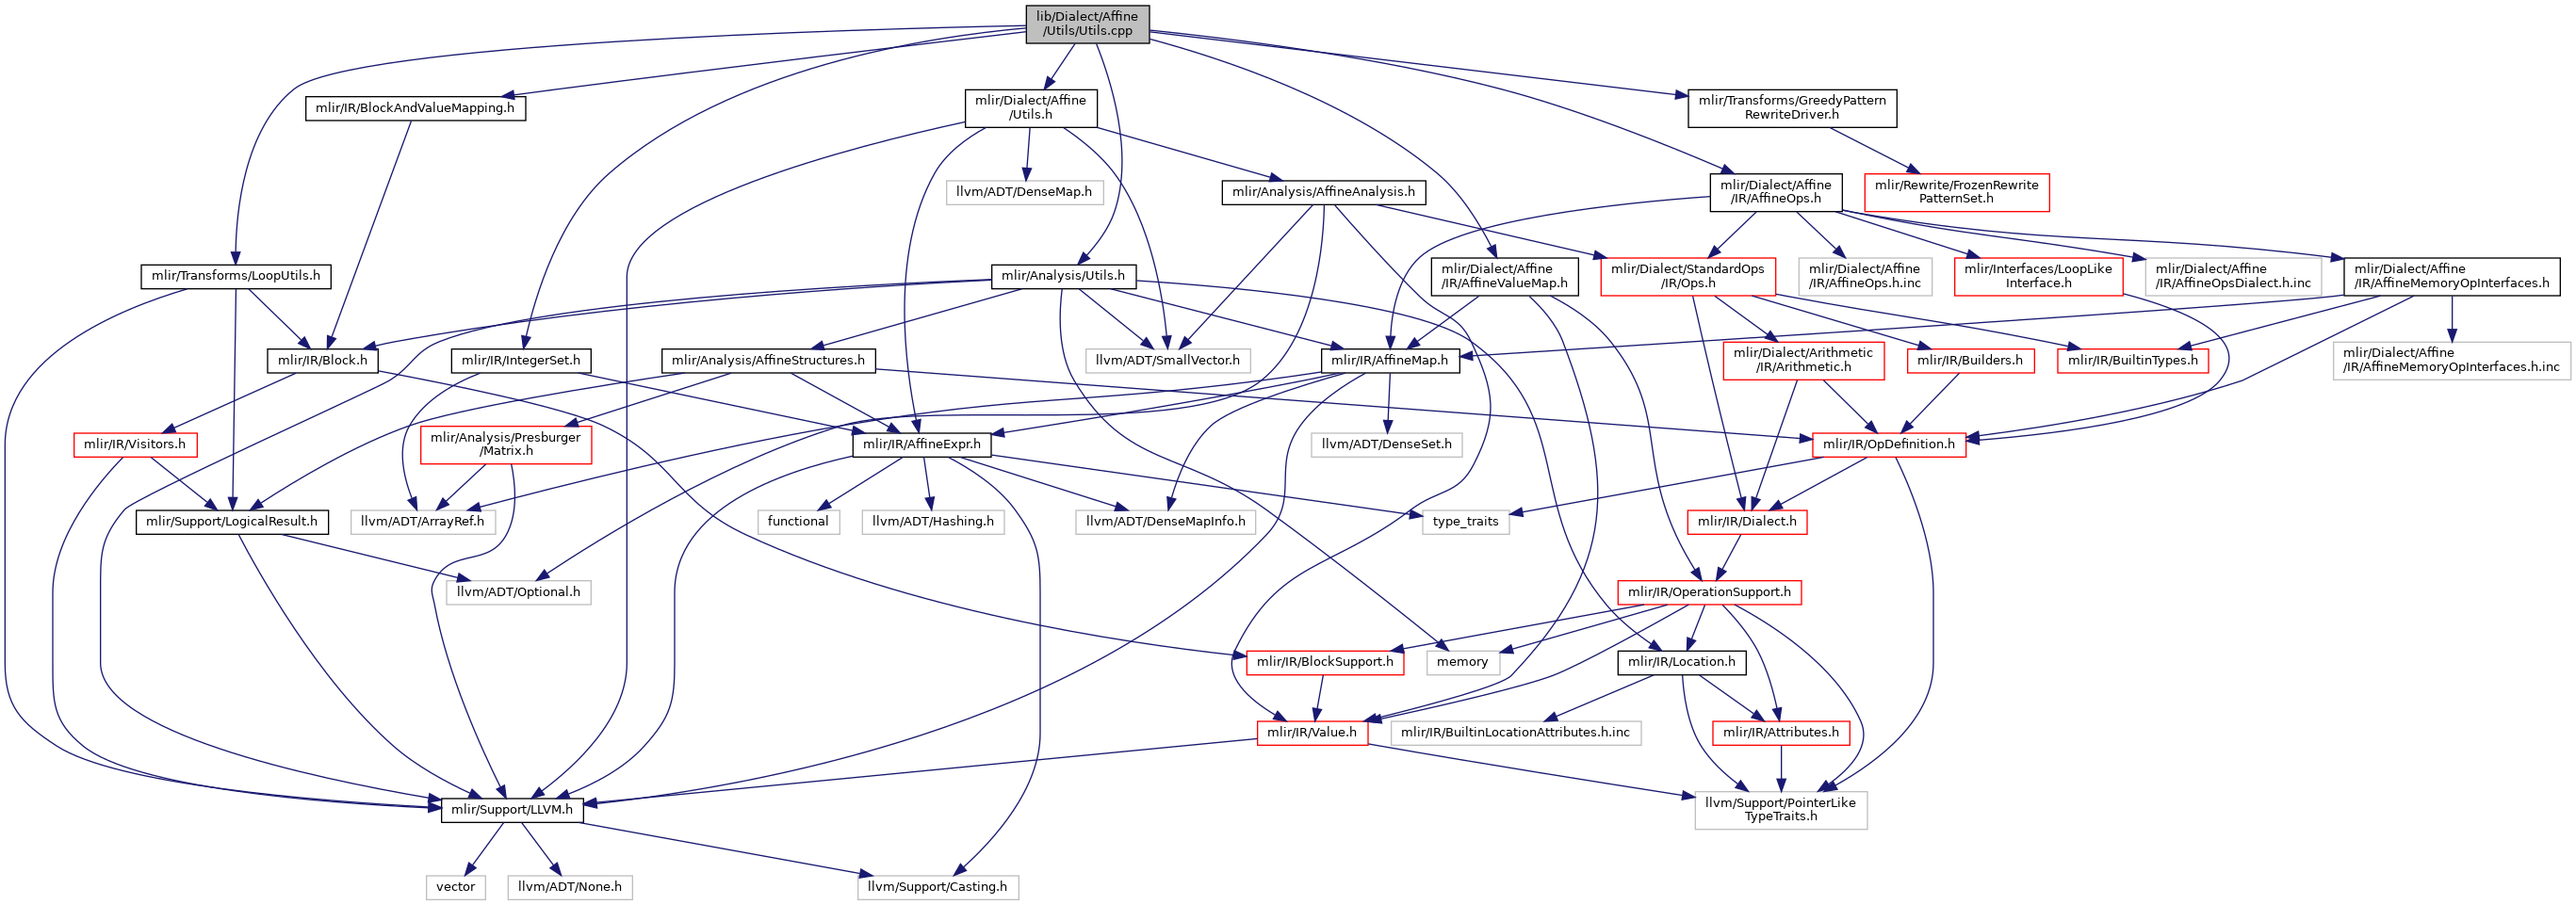 lib/Dialect/Affine
/Utils/Utils.cpp
mlir/IR/BlockAndValueMapping.h
mlir/Dialect/Affine
/Utils.h
mlir/Transforms/GreedyPattern
RewriteDriver.h
llvm/ADT/DenseMap.h
mlir/Analysis/AffineAnalysis.h
mlir/Dialect/Affine
/IR/AffineOps.h
mlir/Rewrite/FrozenRewrite
PatternSet.h
mlir/Transforms/LoopUtils.h
mlir/Analysis/Utils.h
mlir/Dialect/Affine
/IR/AffineValueMap.h
mlir/Dialect/StandardOps
/IR/Ops.h
mlir/Dialect/Affine
/IR/AffineOps.h.inc
mlir/Interfaces/LoopLike
Interface.h
mlir/Dialect/Affine
/IR/AffineOpsDialect.h.inc
mlir/Dialect/Affine
/IR/AffineMemoryOpInterfaces.h
mlir/IR/Block.h
mlir/IR/IntegerSet.h
mlir/Analysis/AffineStructures.h
llvm/ADT/SmallVector.h
mlir/IR/AffineMap.h
mlir/Dialect/Arithmetic
/IR/Arithmetic.h
mlir/IR/Builders.h
mlir/IR/BuiltinTypes.h
mlir/Dialect/Affine
/IR/AffineMemoryOpInterfaces.h.inc
mlir/IR/Visitors.h
mlir/Analysis/Presburger
/Matrix.h
mlir/IR/AffineExpr.h
llvm/ADT/DenseSet.h
mlir/IR/OpDefinition.h
mlir/Support/LogicalResult.h
llvm/ADT/ArrayRef.h
functional
llvm/ADT/Hashing.h
llvm/ADT/DenseMapInfo.h
type_traits
mlir/IR/Dialect.h
llvm/ADT/Optional.h
mlir/IR/OperationSupport.h
mlir/IR/BlockSupport.h
memory
mlir/IR/Location.h
mlir/IR/Value.h
mlir/IR/BuiltinLocationAttributes.h.inc
mlir/IR/Attributes.h
mlir/Support/LLVM.h
llvm/Support/PointerLike
TypeTraits.h
vector
llvm/ADT/None.h
llvm/Support/Casting.h